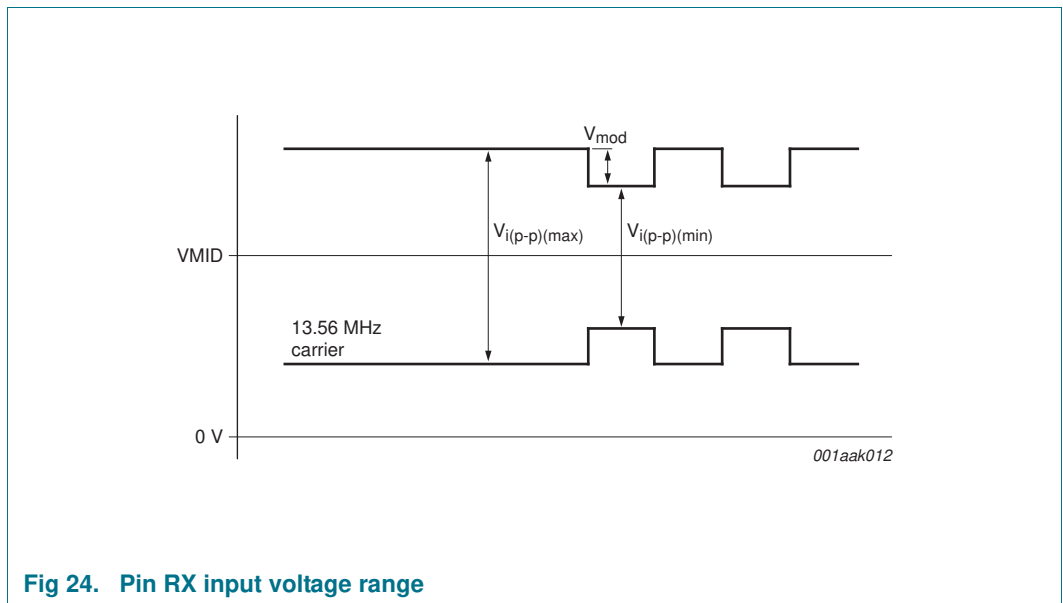 Vmod
Vi(p-p)(max)
Vi(p-p)(min)
VMID
13.56 MHz
carrier
0 V
001aak012
Fig 24. Pin RX input voltage range